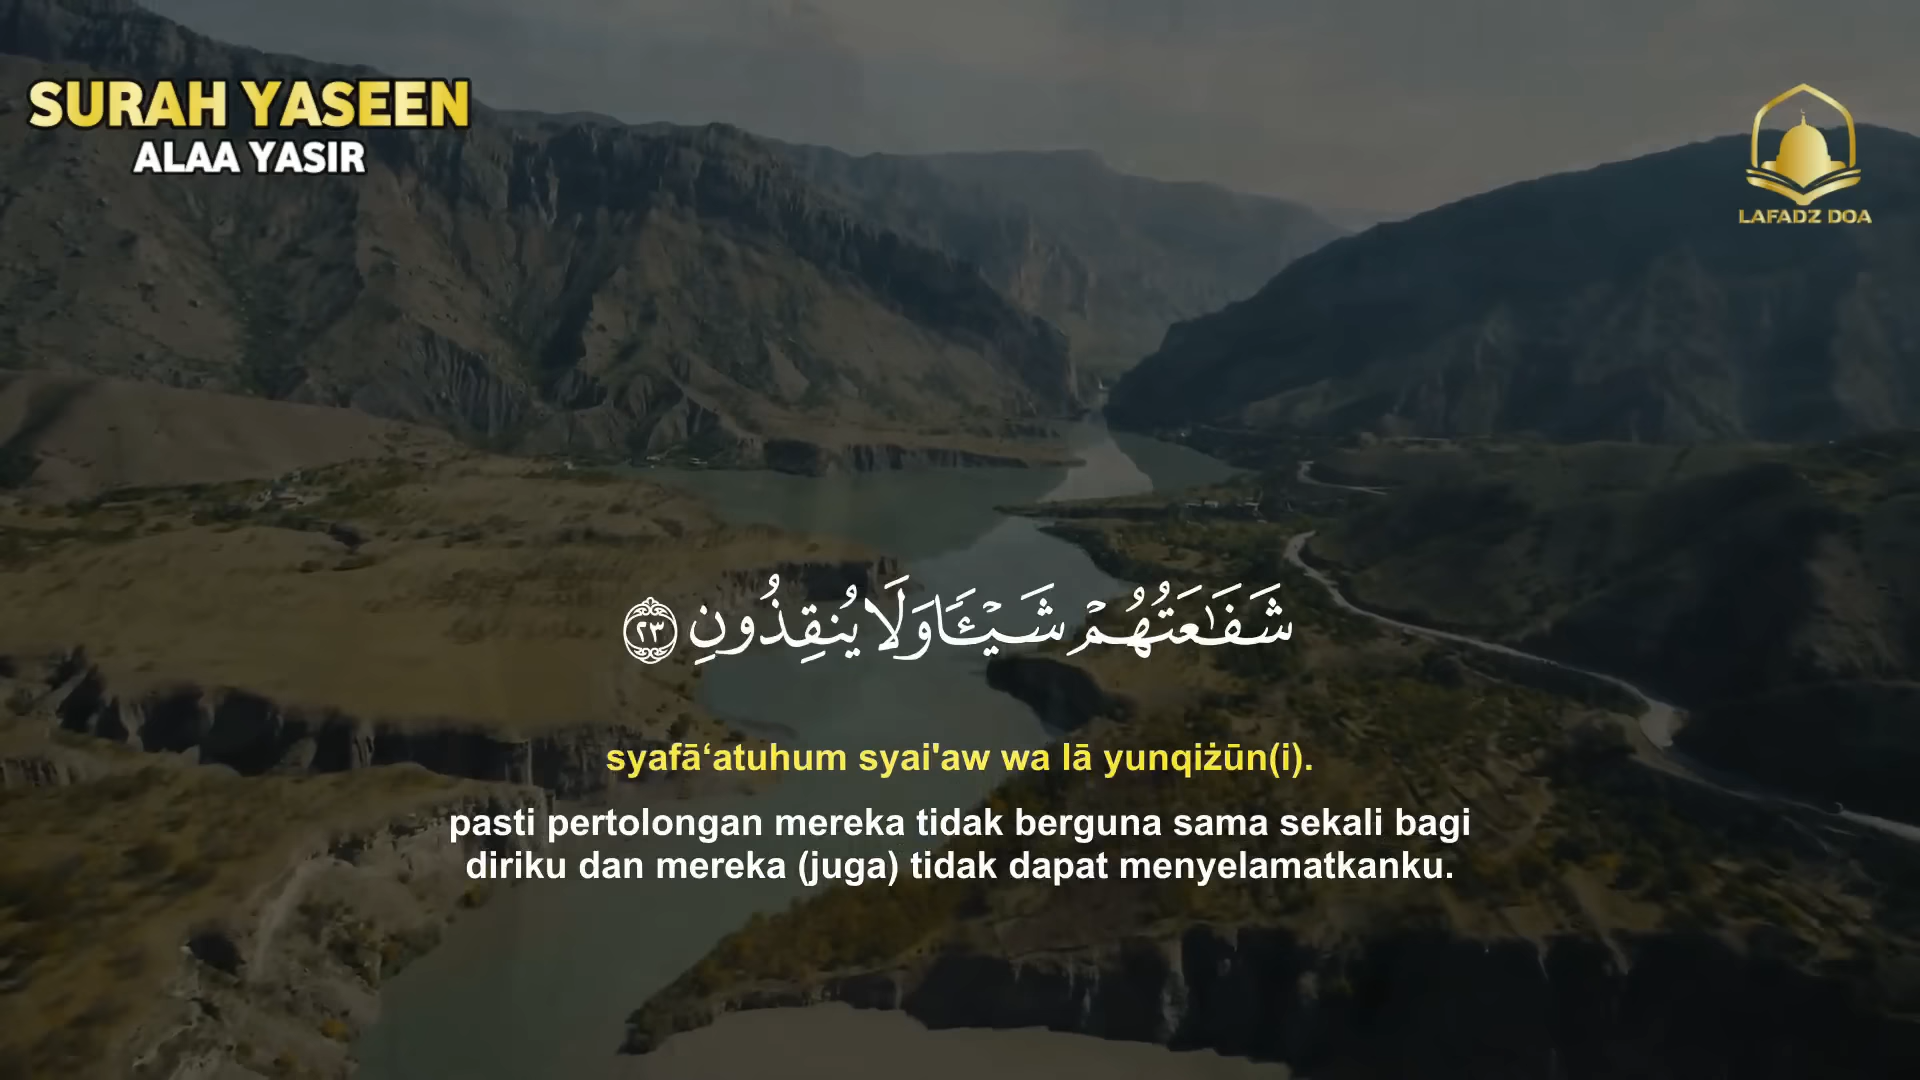 SURAH YASEEN
ALAA YASIR
LAFADZ DOA
شَفَـٰعَتُهُمْ شَيْـًٔا وَلَا يُنقِذُونِ ٢٣
syafā‘atuhum syai'aw wa lā yunqiżūn(i).
pasti pertolongan mereka tidak berguna sama sekali bagi
diriku dan mereka (juga) tidak dapat menyelamatkanku.